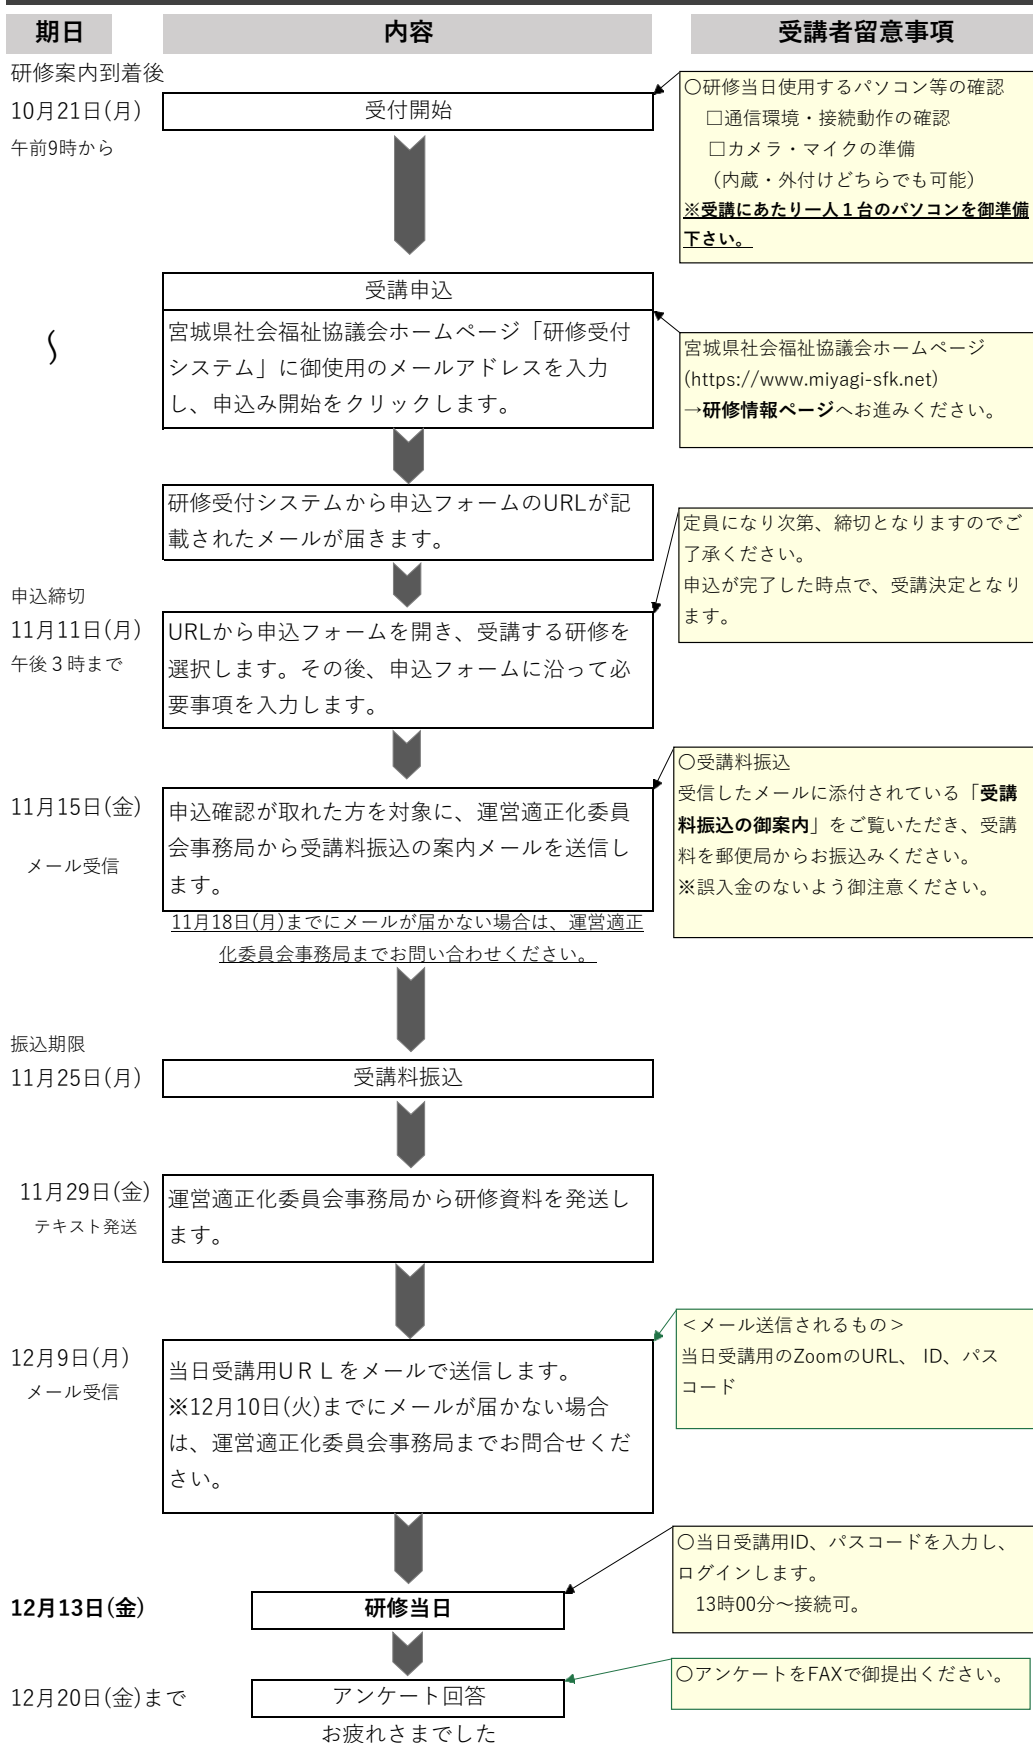 期日
内容
受講者留意事項
研修案内到着後
10月21日(月)
午前9時から
受付開始
〇研修当日使用するパソコン等の確認
□通信環境・接続動作の確認
□カメラ・マイクの準備
(内蔵・外付けどちらでも可能)
※受講にあたり一人１台のパソコンを御準備
下さい。
～
受講申込
宮城県社会福祉協議会ホームページ「研修受付
システム」に御使用のメールアドレスを入力
し、申込み開始をクリックします。
宮城県社会福祉協議会ホームページ
(https://www.miyagi-sfk.net)
→研修情報ページへお進みください。
研修受付システムから申込フォームのURLが記
載されたメールが届きます。
定員になり次第、締切となりますのでご
了承ください。
申込が完了した時点で、受講決定となり
ます。
申込締切
11月11日(月)
午後３時まで
URLから申込フォームを開き、受講する研修を
選択します。その後、申込フォームに沿って必
要事項を入力します。
11月15日(金)
メール受信
申込確認が取れた方を対象に、運営適正化委員
会事務局から受講料振込の案内メールを送信し
ます。
11月18日(月)までにメールが届かない場合は、運営適正
化委員会事務局までお問い合わせください。
〇受講料振込
受信したメールに添付されている「受講
料振込の御案内」をご覧いただき、受講
料を郵便局からお振込みください。
※誤入金のないよう御注意ください。
振込期限
11月25日(月)
受講料振込
11月29日(金)
テキスト発送
運営適正化委員会事務局から研修資料を発送し
ます。
12月9日(月)
メール受信
当日受講用ＵＲＬをメールで送信します。
※12月10日(火)までにメールが届かない場合
は、運営適正化委員会事務局までお問合せくだ
さい。
＜メール送信されるもの＞
当日受講用のZoomのURL、 ID、パス
コード
12月13日(金)
研修当日
〇当日受講用ID、パスコードを入力し、
ログインします。
13時00分～接続可。
12月20日(金)まで
アンケート回答
〇アンケートをFAXで御提出ください。
お疲れさまでした